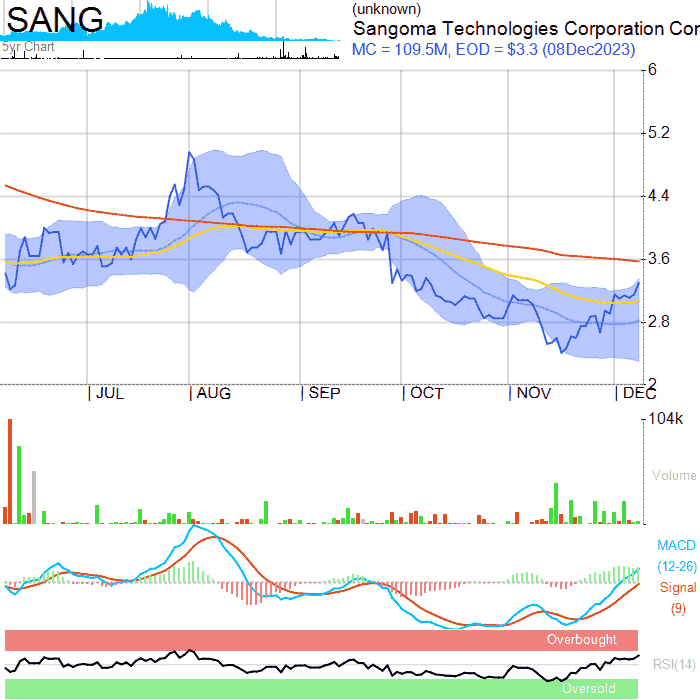 SANG
5yr Chart
(unknown)
Sangoma Technologies Corporation Cor
MC = 109.5M, EOD = $3.3 (08Dec2023)
6
5.2
4.4
3.6
2.8
2
JUL AUG SEP OCT NOV DEC
104k
Volume
MACD
(12-26)
Signal
(9)
Overbought
RSI(14)
Oversold